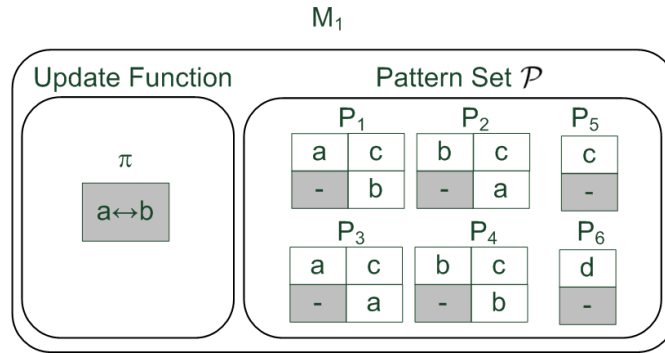 M₁
Update Function
Pattern Set 𝒫
π
a↔b
P₁ P₂ P₅
a c b c c
- b - a -
P₃ P₄ P₆
a c b c d
- a - b -